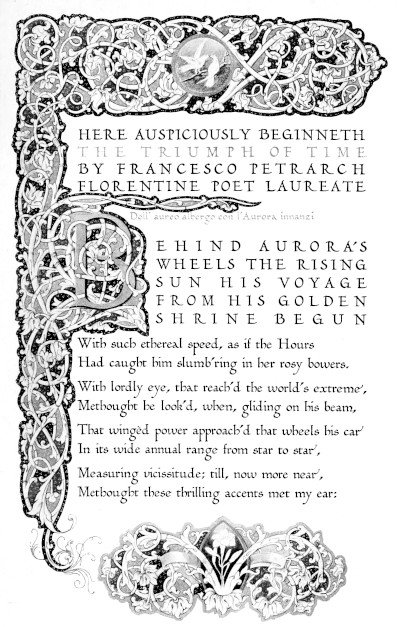 HERE AUSPICIOUSLY BEGINNETH
THE TRIUMPH OF TIME
BY FRANCESCO PETRARCH
FLORENTINE POET LAUREATE
Dell' aureo albergo con l'Aurora innanzi
BEHIND AURORA'S
WHEELS THE RISING
SUN HIS VOYAGE
FROM HIS GOLDEN
SHRINE BEGUN
With such ethereal speed, as if the Hours
Had caught him slumb'ring in her rosy bowers.
With lordly eye, that reach'd the world's extreme,
Methought he look'd, when, gliding on his beam,
That wingèd power approach'd that wheels his car
In its wide annual range from star to star,
Measuring vicissitude; till, now more near,
Methought these thrilling accents met my ear: